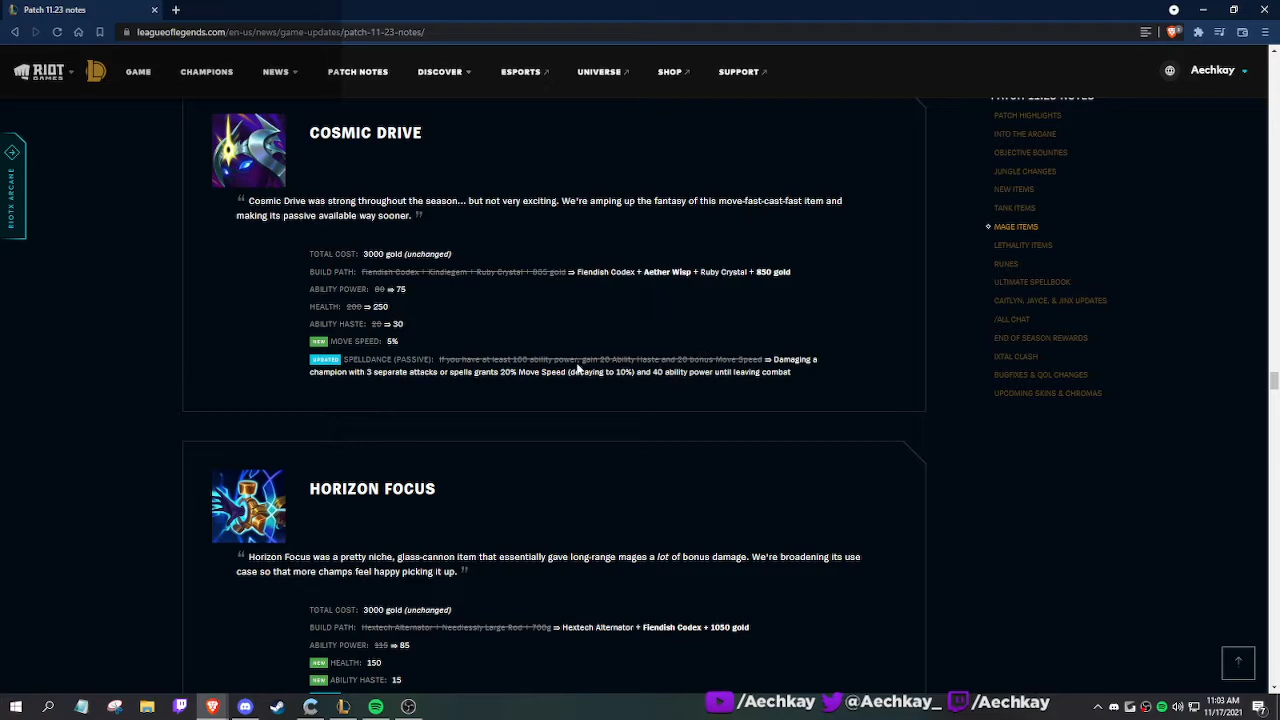 Patch 11.23 notes
leagueoflegends.com/en-us/news/game-updates/patch-11-23-notes/
RIOT GAMES
GAME
CHAMPIONS
NEWS
PATCH NOTES
DISCOVER
ESPORTS
UNIVERSE
SHOP
SUPPORT
Aechkay
RIOTX ARCANE
COSMIC DRIVE
“ Cosmic Drive was strong throughout the season... but not very exciting. We're amping up the fantasy of this move-fast-cast-fast item and
making its passive available way sooner. ”
TOTAL COST: 3000 gold (unchanged)
BUILD PATH: Fiendish Codex + Kindlegem + Ruby Crystal + 835 gold ⇒ Fiendish Codex + Aether Wisp + Ruby Crystal + 850 gold
ABILITY POWER: 80 ⇒ 75
HEALTH: 200 ⇒ 250
ABILITY HASTE: 20 ⇒ 30
NEW MOVE SPEED: 5%
UPDATED SPELLDANCE (PASSIVE): If you have at least 160 ability power, gain 20 Ability Haste and 20 bonus Move Speed ⇒ Damaging a
champion with 3 separate attacks or spells grants 20% Move Speed (decaying to 10%) and 40 ability power until leaving combat
HORIZON FOCUS
“ Horizon Focus was a pretty niche, glass-cannon item that essentially gave long-range mages a lot of bonus damage. We're broadening its use
case so that more champs feel happy picking it up. ”
TOTAL COST: 3000 gold (unchanged)
BUILD PATH: Hextech Alternator + Needlessly Large Rod + 700g ⇒ Hextech Alternator + Fiendish Codex + 1050 gold
ABILITY POWER: 115 ⇒ 85
NEW HEALTH: 150
NEW ABILITY HASTE: 15
PATCH 11.23 NOTES
PATCH HIGHLIGHTS
INTO THE ARCANE
OBJECTIVE BOUNTIES
JUNGLE CHANGES
NEW ITEMS
TANK ITEMS
MAGE ITEMS
LETHALITY ITEMS
RUNES
ULTIMATE SPELLBOOK
CAITLYN, JAYCE, & JINX UPDATES
/ALL CHAT
END OF SEASON REWARDS
IXTAL CLASH
BUGFIXES & QOL CHANGES
UPCOMING SKINS & CHROMAS
/Aechkay
@Aechkay_
/Aechkay
11:03 AM
11/17/2021